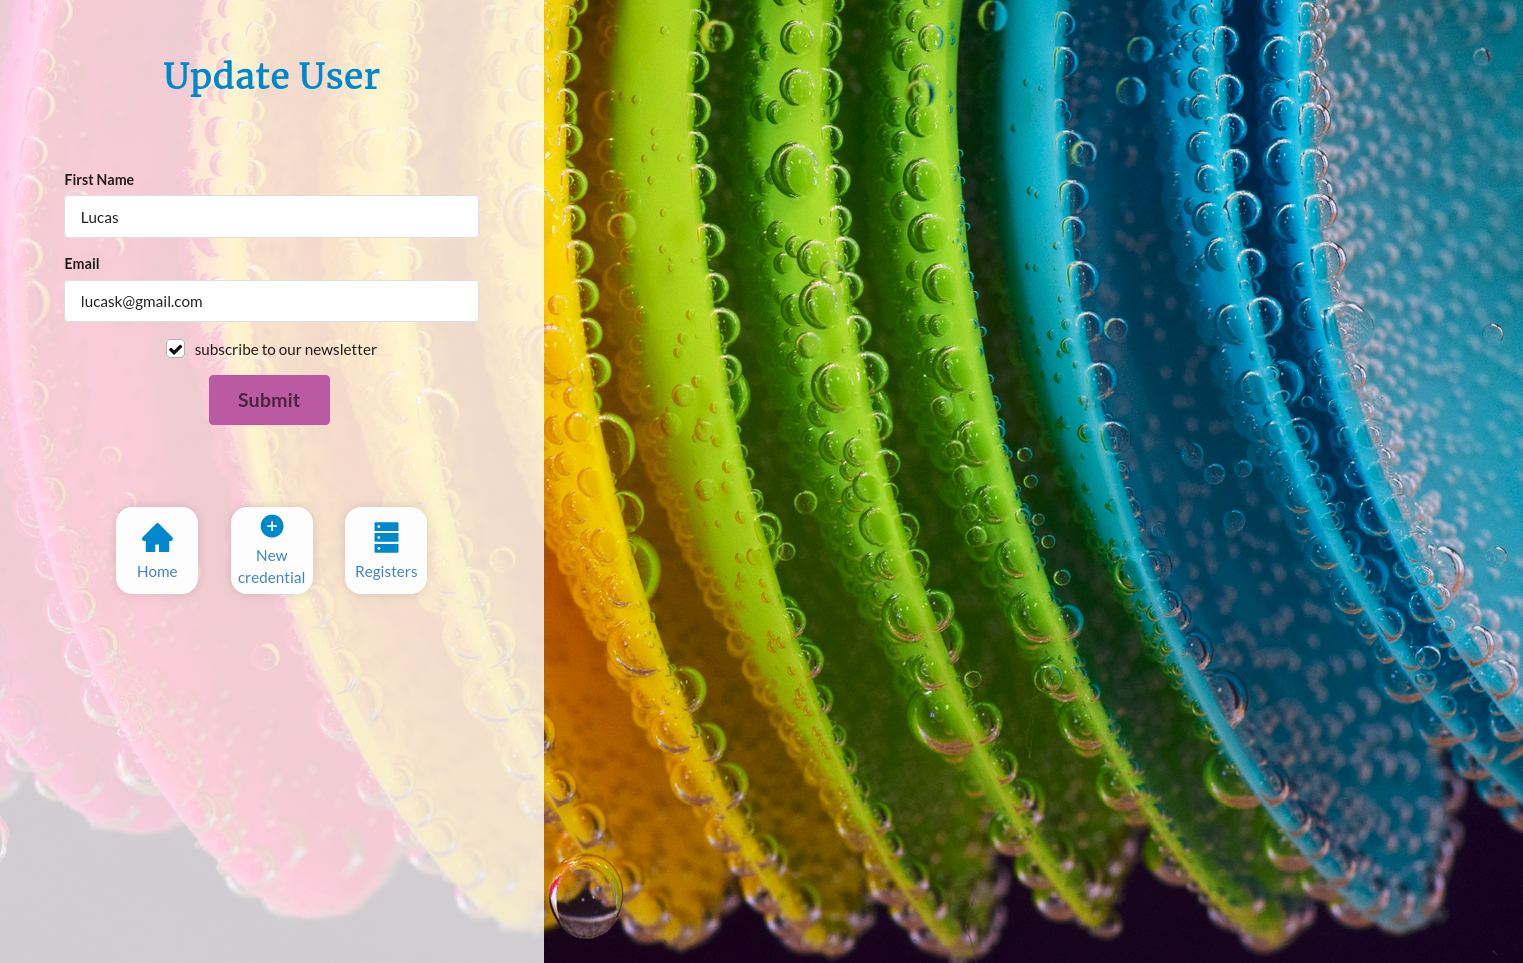 Update User
First Name
Lucas
Email
lucask@gmail.com
subscribe to our newsletter
Submit
Home
New
credential
Registers